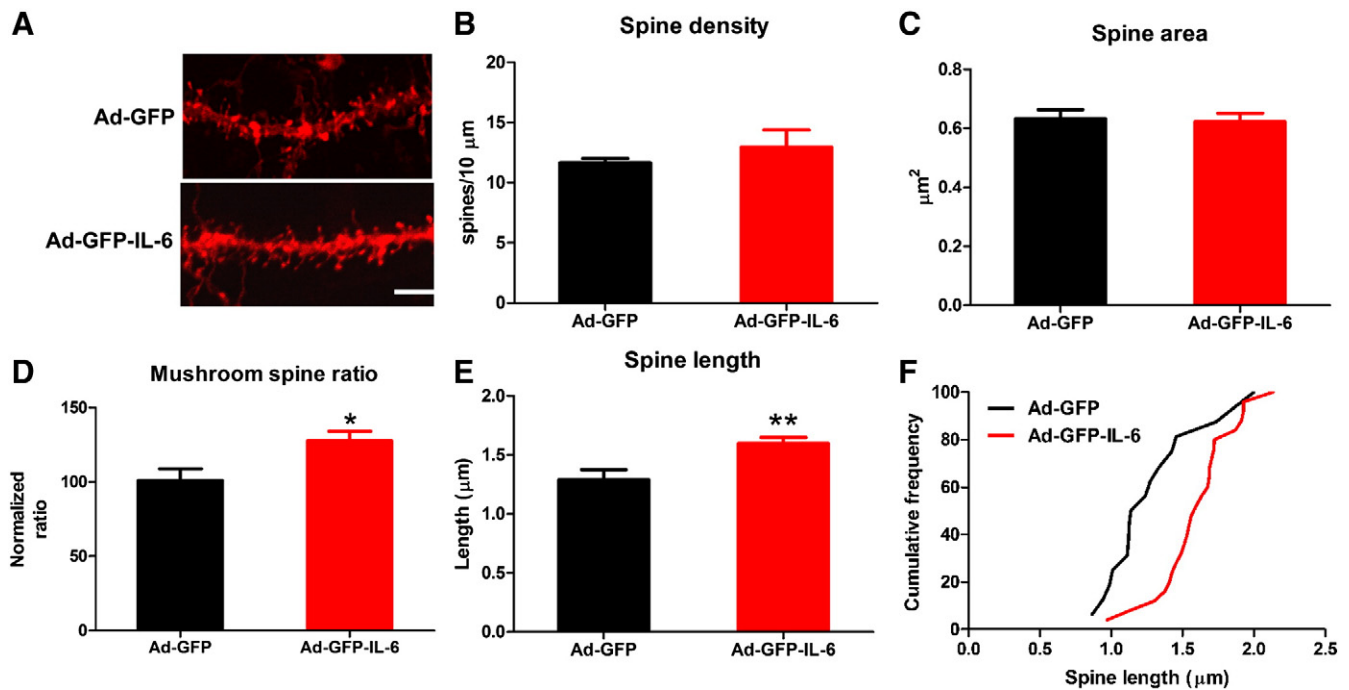 A
Ad-GFP
Ad-GFP-IL-6
B
Spine density
spines/10 μm
20
15
10
5
0
Ad-GFP
Ad-GFP-IL-6
C
Spine area
μm²
0.8
0.6
0.4
0.2
0.0
Ad-GFP
Ad-GFP-IL-6
D
Mushroom spine ratio
Normalized
ratio
150
100
50
0
*
Ad-GFP
Ad-GFP-IL-6
E
Spine length
Length (μm)
2.0
1.5
1.0
0.5
0.0
**
Ad-GFP
Ad-GFP-IL-6
F
Cumulative frequency
100
80
60
40
20
0
Ad-GFP
Ad-GFP-IL-6
0.0 0.5 1.0 1.5 2.0 2.5
Spine length (μm)